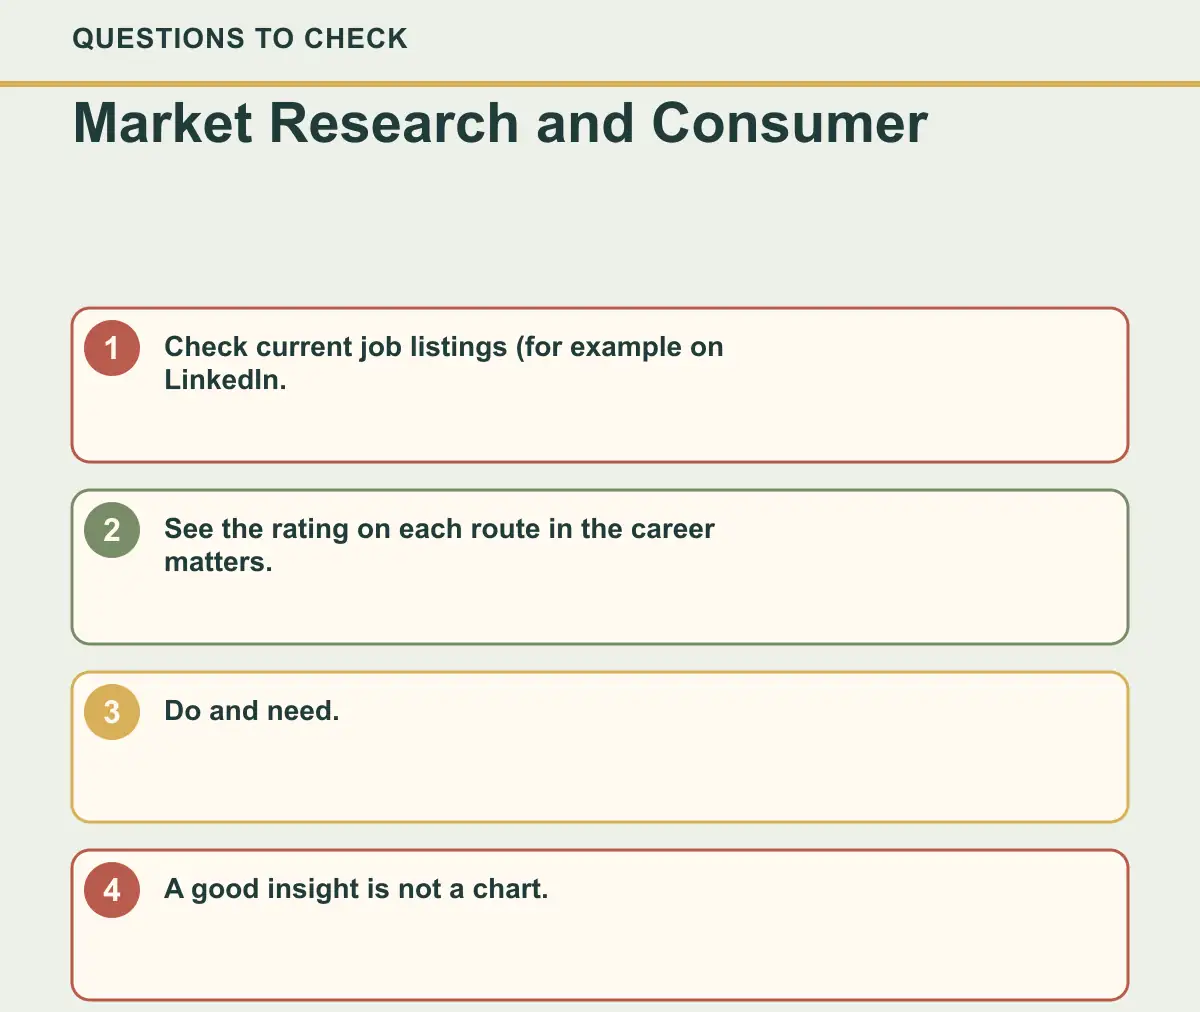 QUESTIONS TO CHECK
Market Research and Consumer
1
Check current job listings (for example on
LinkedIn.
2
See the rating on each route in the career
matters.
3
Do and need.
4
A good insight is not a chart.